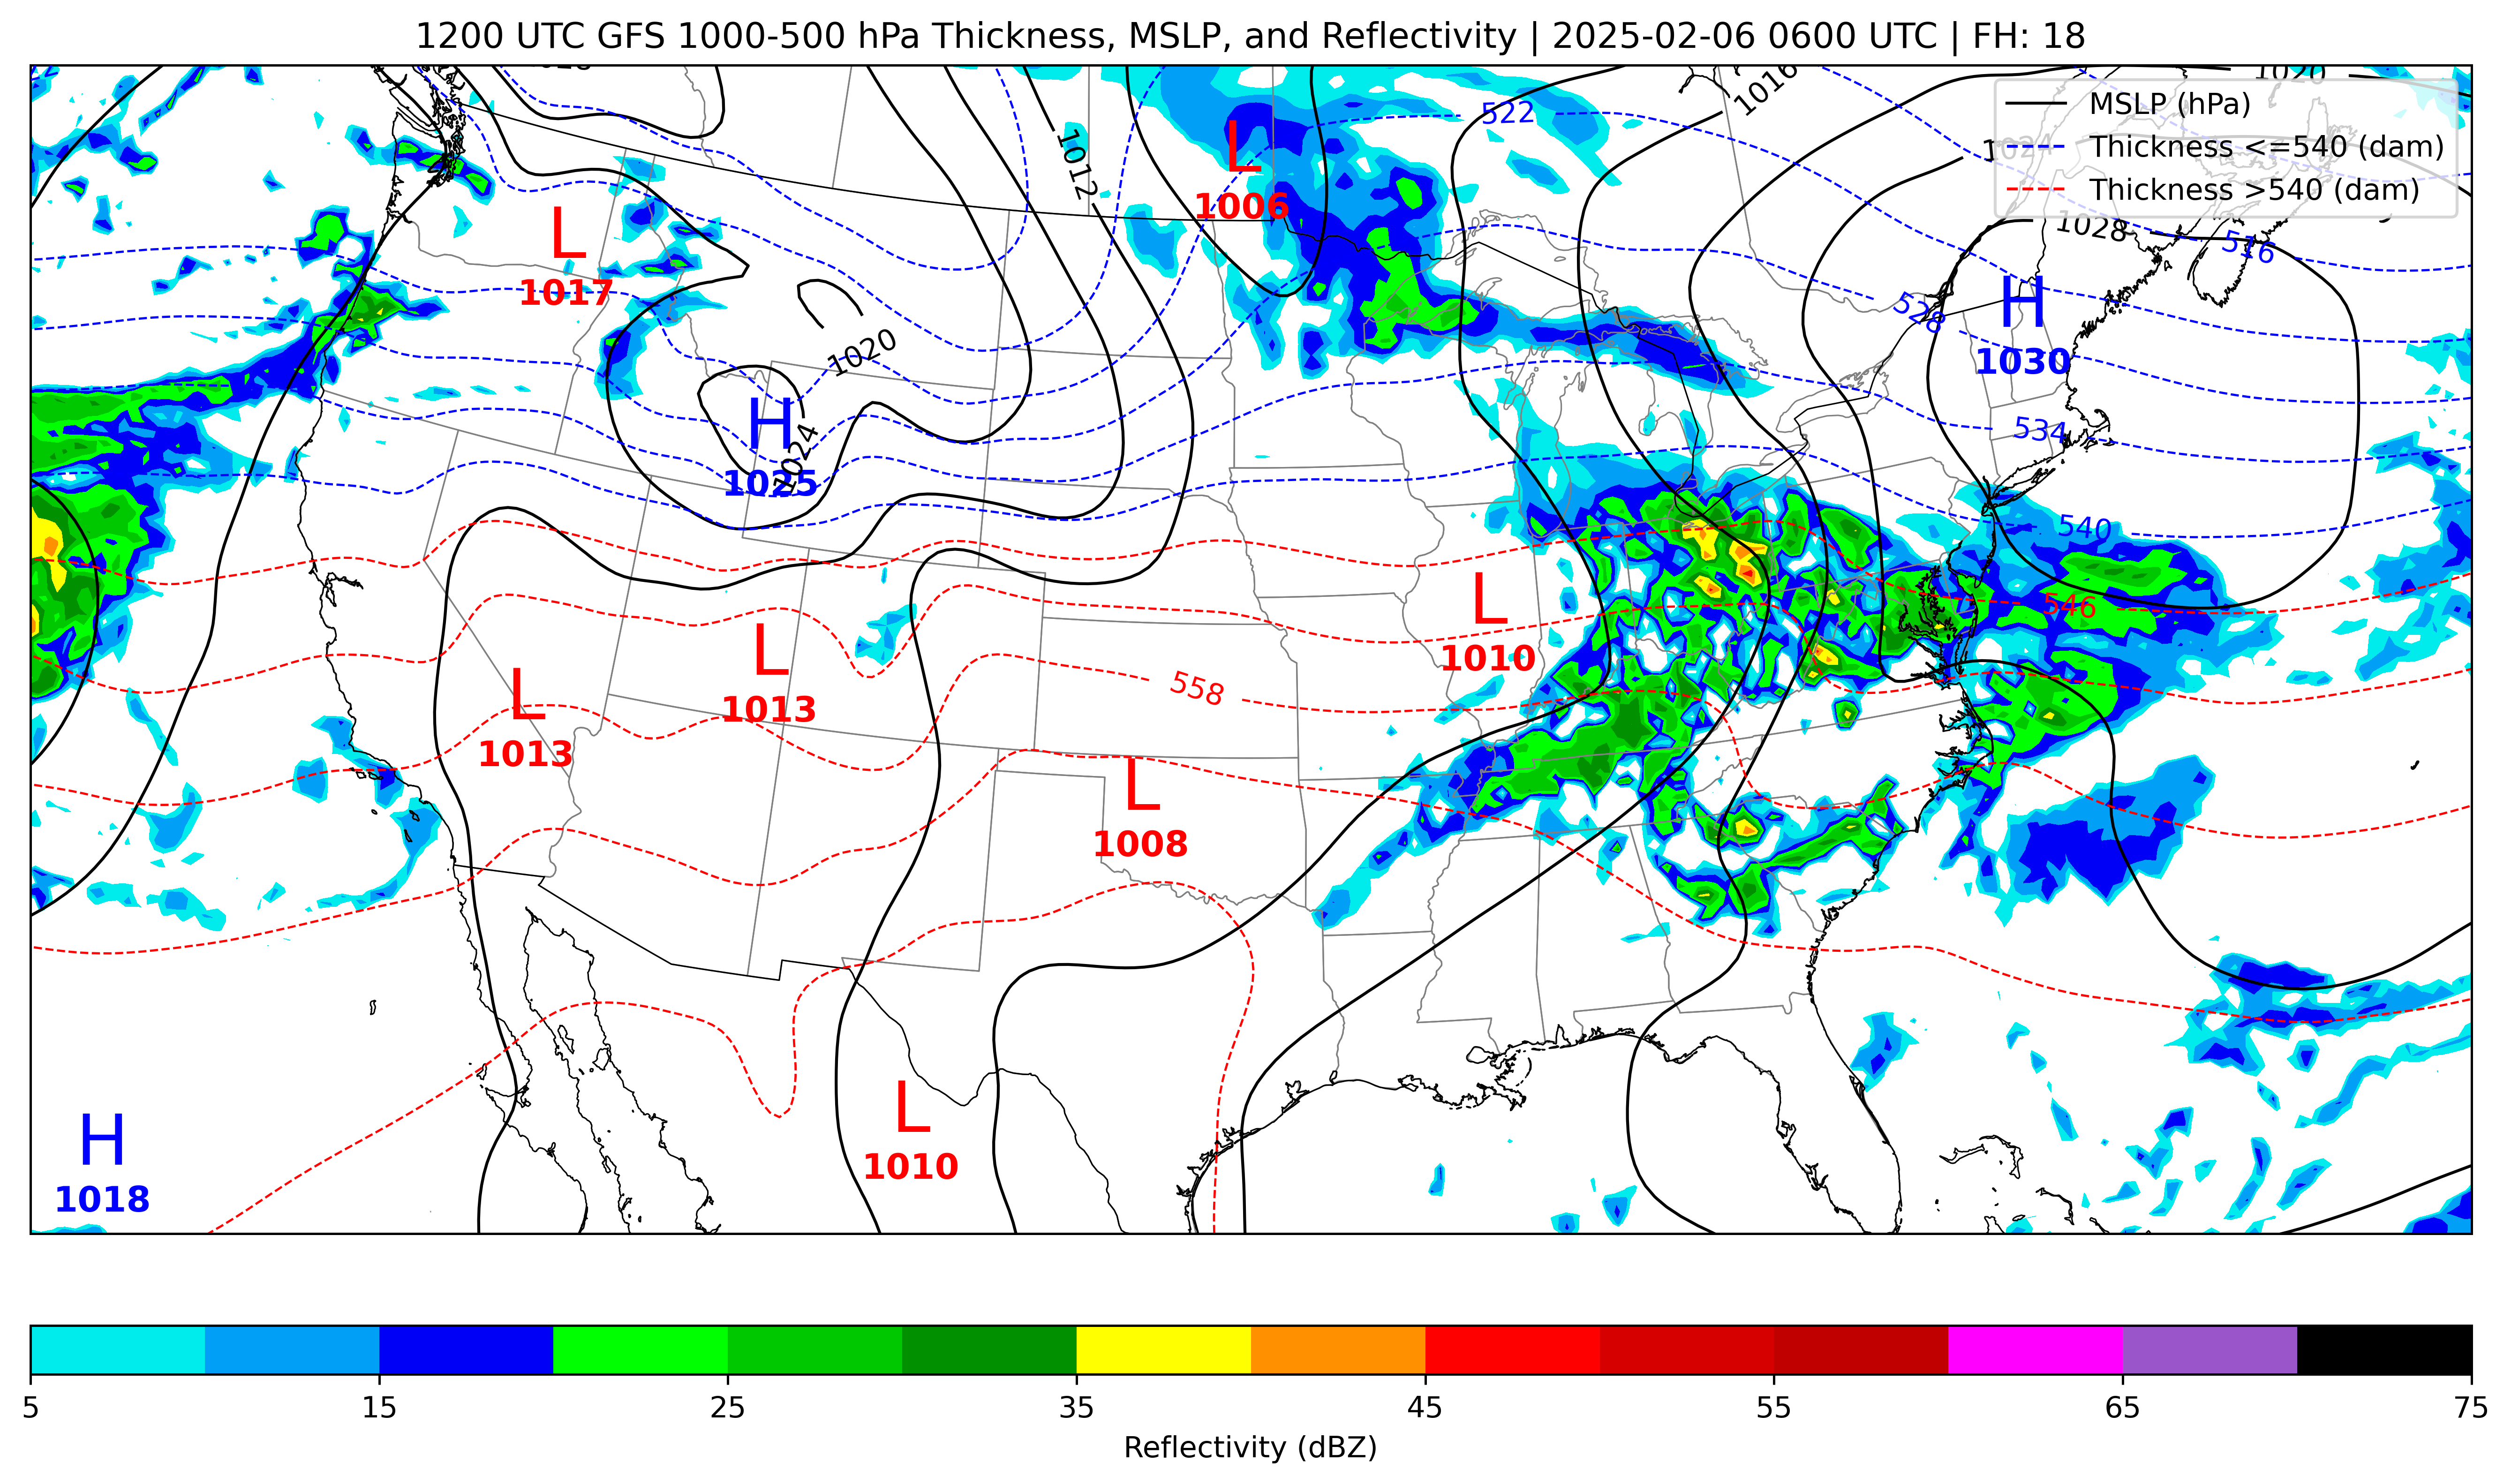 1200 UTC GFS 1000-500 hPa Thickness, MSLP, and Reflectivity | 2025-02-06 0600 UTC | FH: 18
1016
1020
MSLP (hPa)
Thickness <=540 (dam)
Thickness >540 (dam)
522
1012
L
1006
1024
1028
516
L
1017
H
1030
528
1020
H
1025
1024
534
540
546
L
1010
L
1013
558
L
1013
L
1008
L
1010
H
1018
5 15 25 35 45 55 65 75
Reflectivity (dBZ)